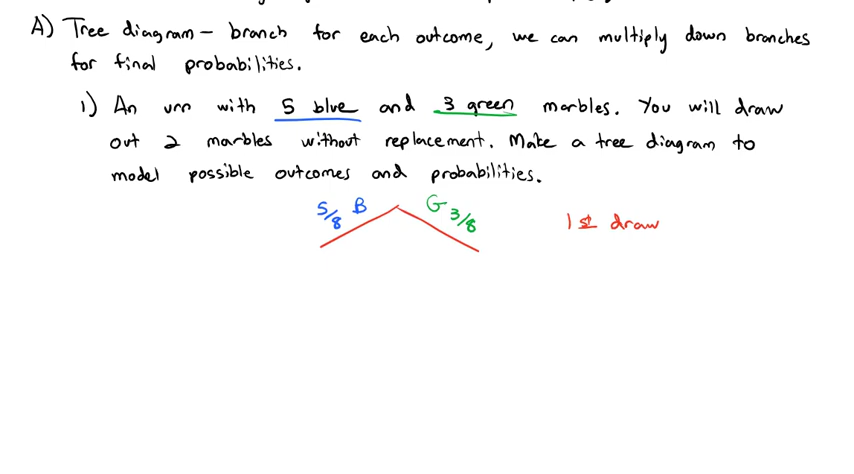 A) Tree diagram - branch for each outcome, we can multiply down branches
for final probabilities.
1) An urn with 5 blue and 3 green marbles. You will draw
out 2 marbles without replacement. Make a tree diagram to
model possible outcomes and probabilities.
5/8 B G 3/8 1st draw